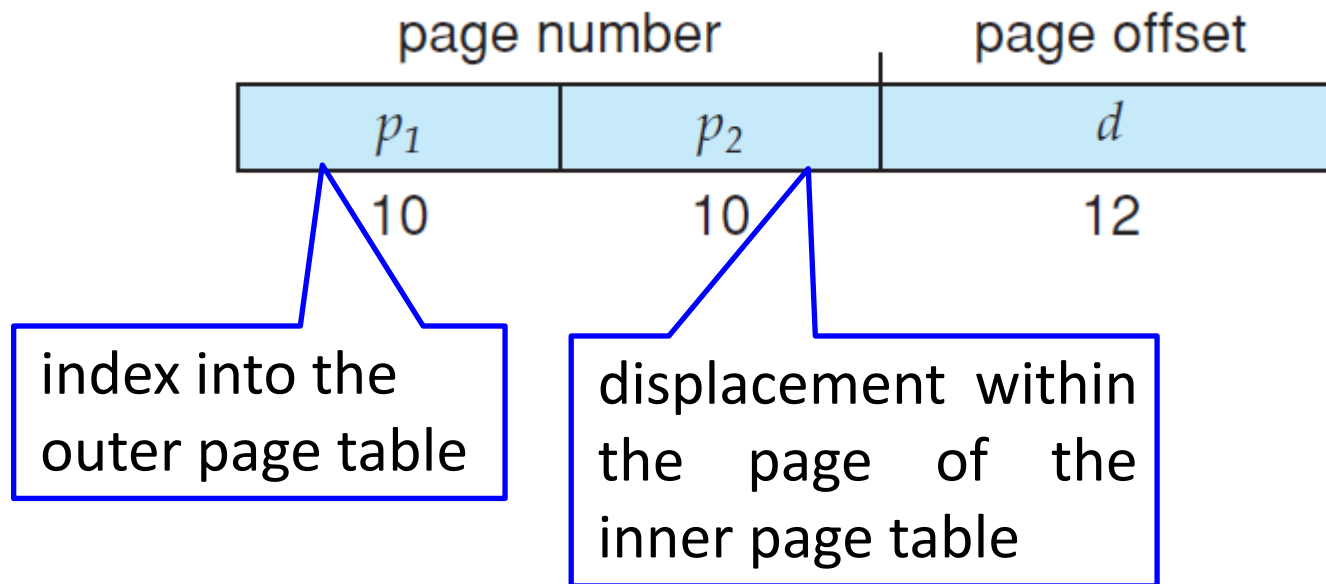 page number page offset
p₁ p₂ d
10 10 12
index into the
outer page table
displacement within
the page of the
inner page table